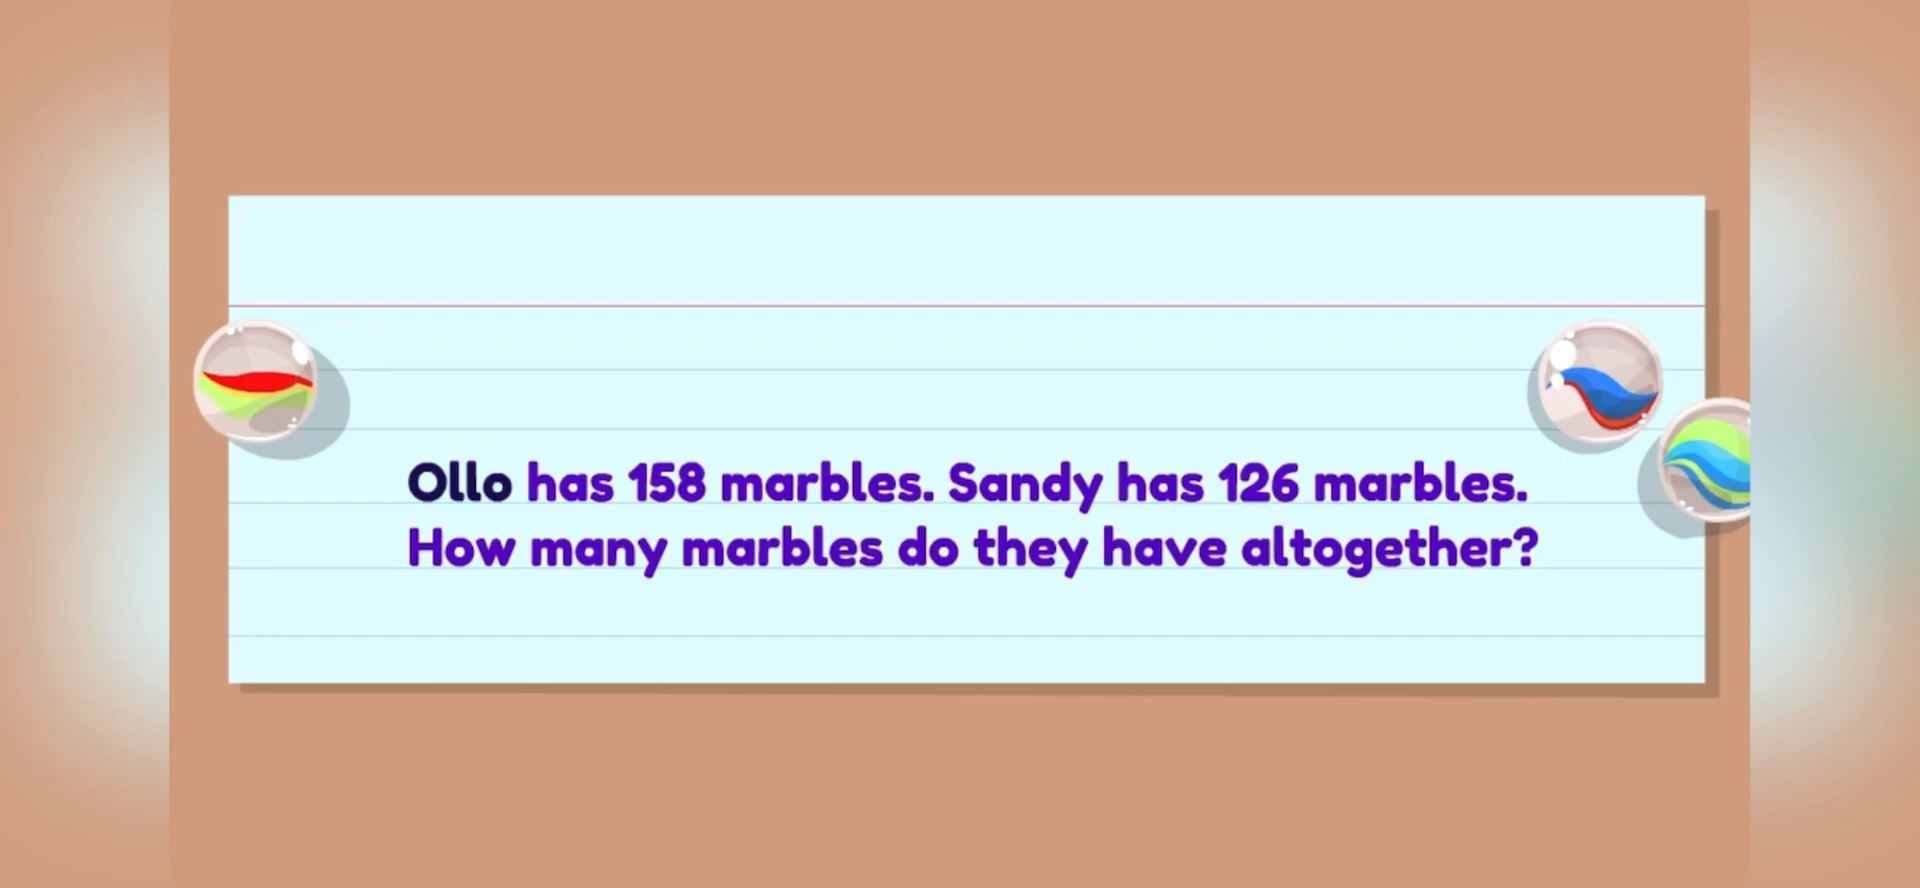 Ollo has 158 marbles. Sandy has 126 marbles.
How many marbles do they have altogether?